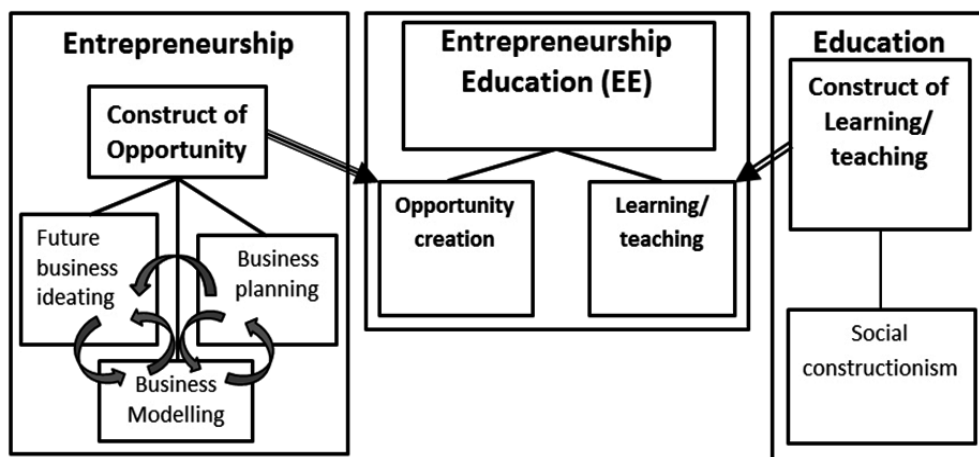 Entrepreneurship
Construct of
Opportunity
Future
business
ideating
Business
planning
Business
Modelling
Entrepreneurship
Education (EE)
Opportunity
creation
Learning/
teaching
Education
Construct of
Learning/
teaching
Social
constructionism